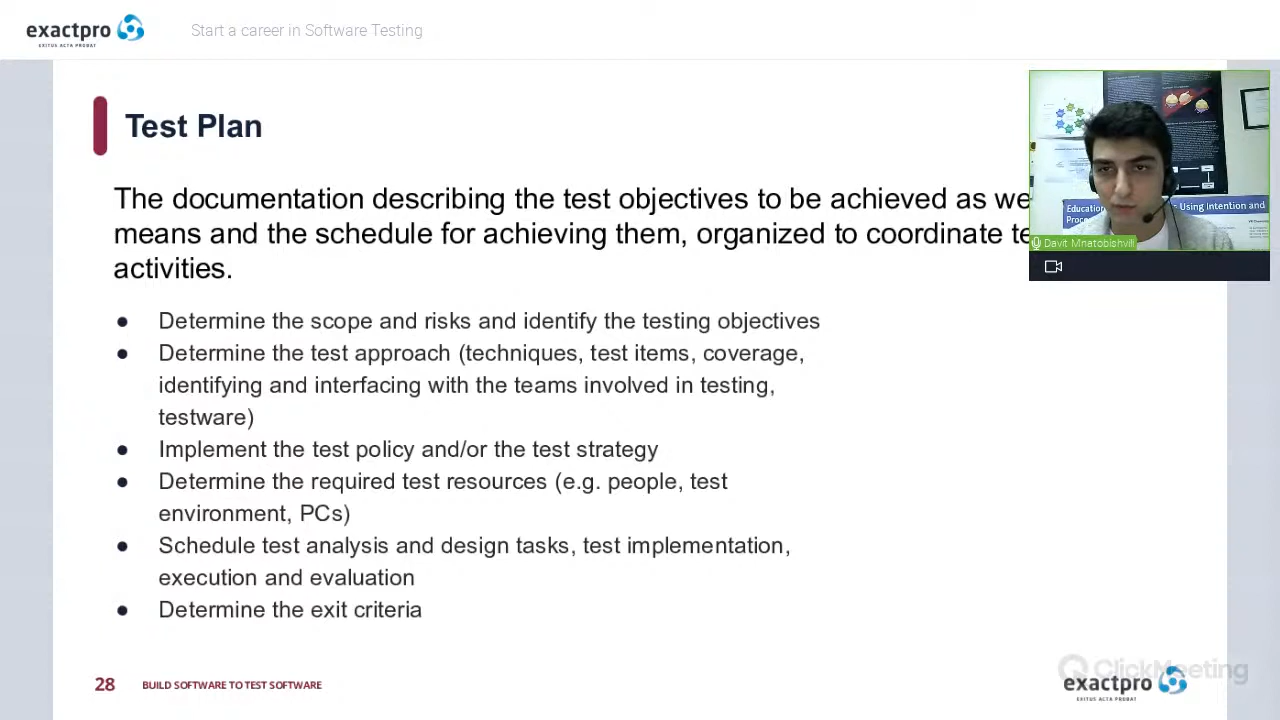 exactpro
EXITUS ACTA PROBAT
Start a career in Software Testing
Test Plan
The documentation describing the test objectives to be achieved as we
means and the schedule for achieving them, organized to coordinate te
activities.
● Determine the scope and risks and identify the testing objectives
● Determine the test approach (techniques, test items, coverage,
identifying and interfacing with the teams involved in testing,
testware)
● Implement the test policy and/or the test strategy
● Determine the required test resources (e.g. people, test
environment, PCs)
● Schedule test analysis and design tasks, test implementation,
execution and evaluation
● Determine the exit criteria
Using Intention and
Davit Mnatobishvili
28
BUILD SOFTWARE TO TEST SOFTWARE
ClickMeeting
exactpro
EXITUS ACTA PROBAT